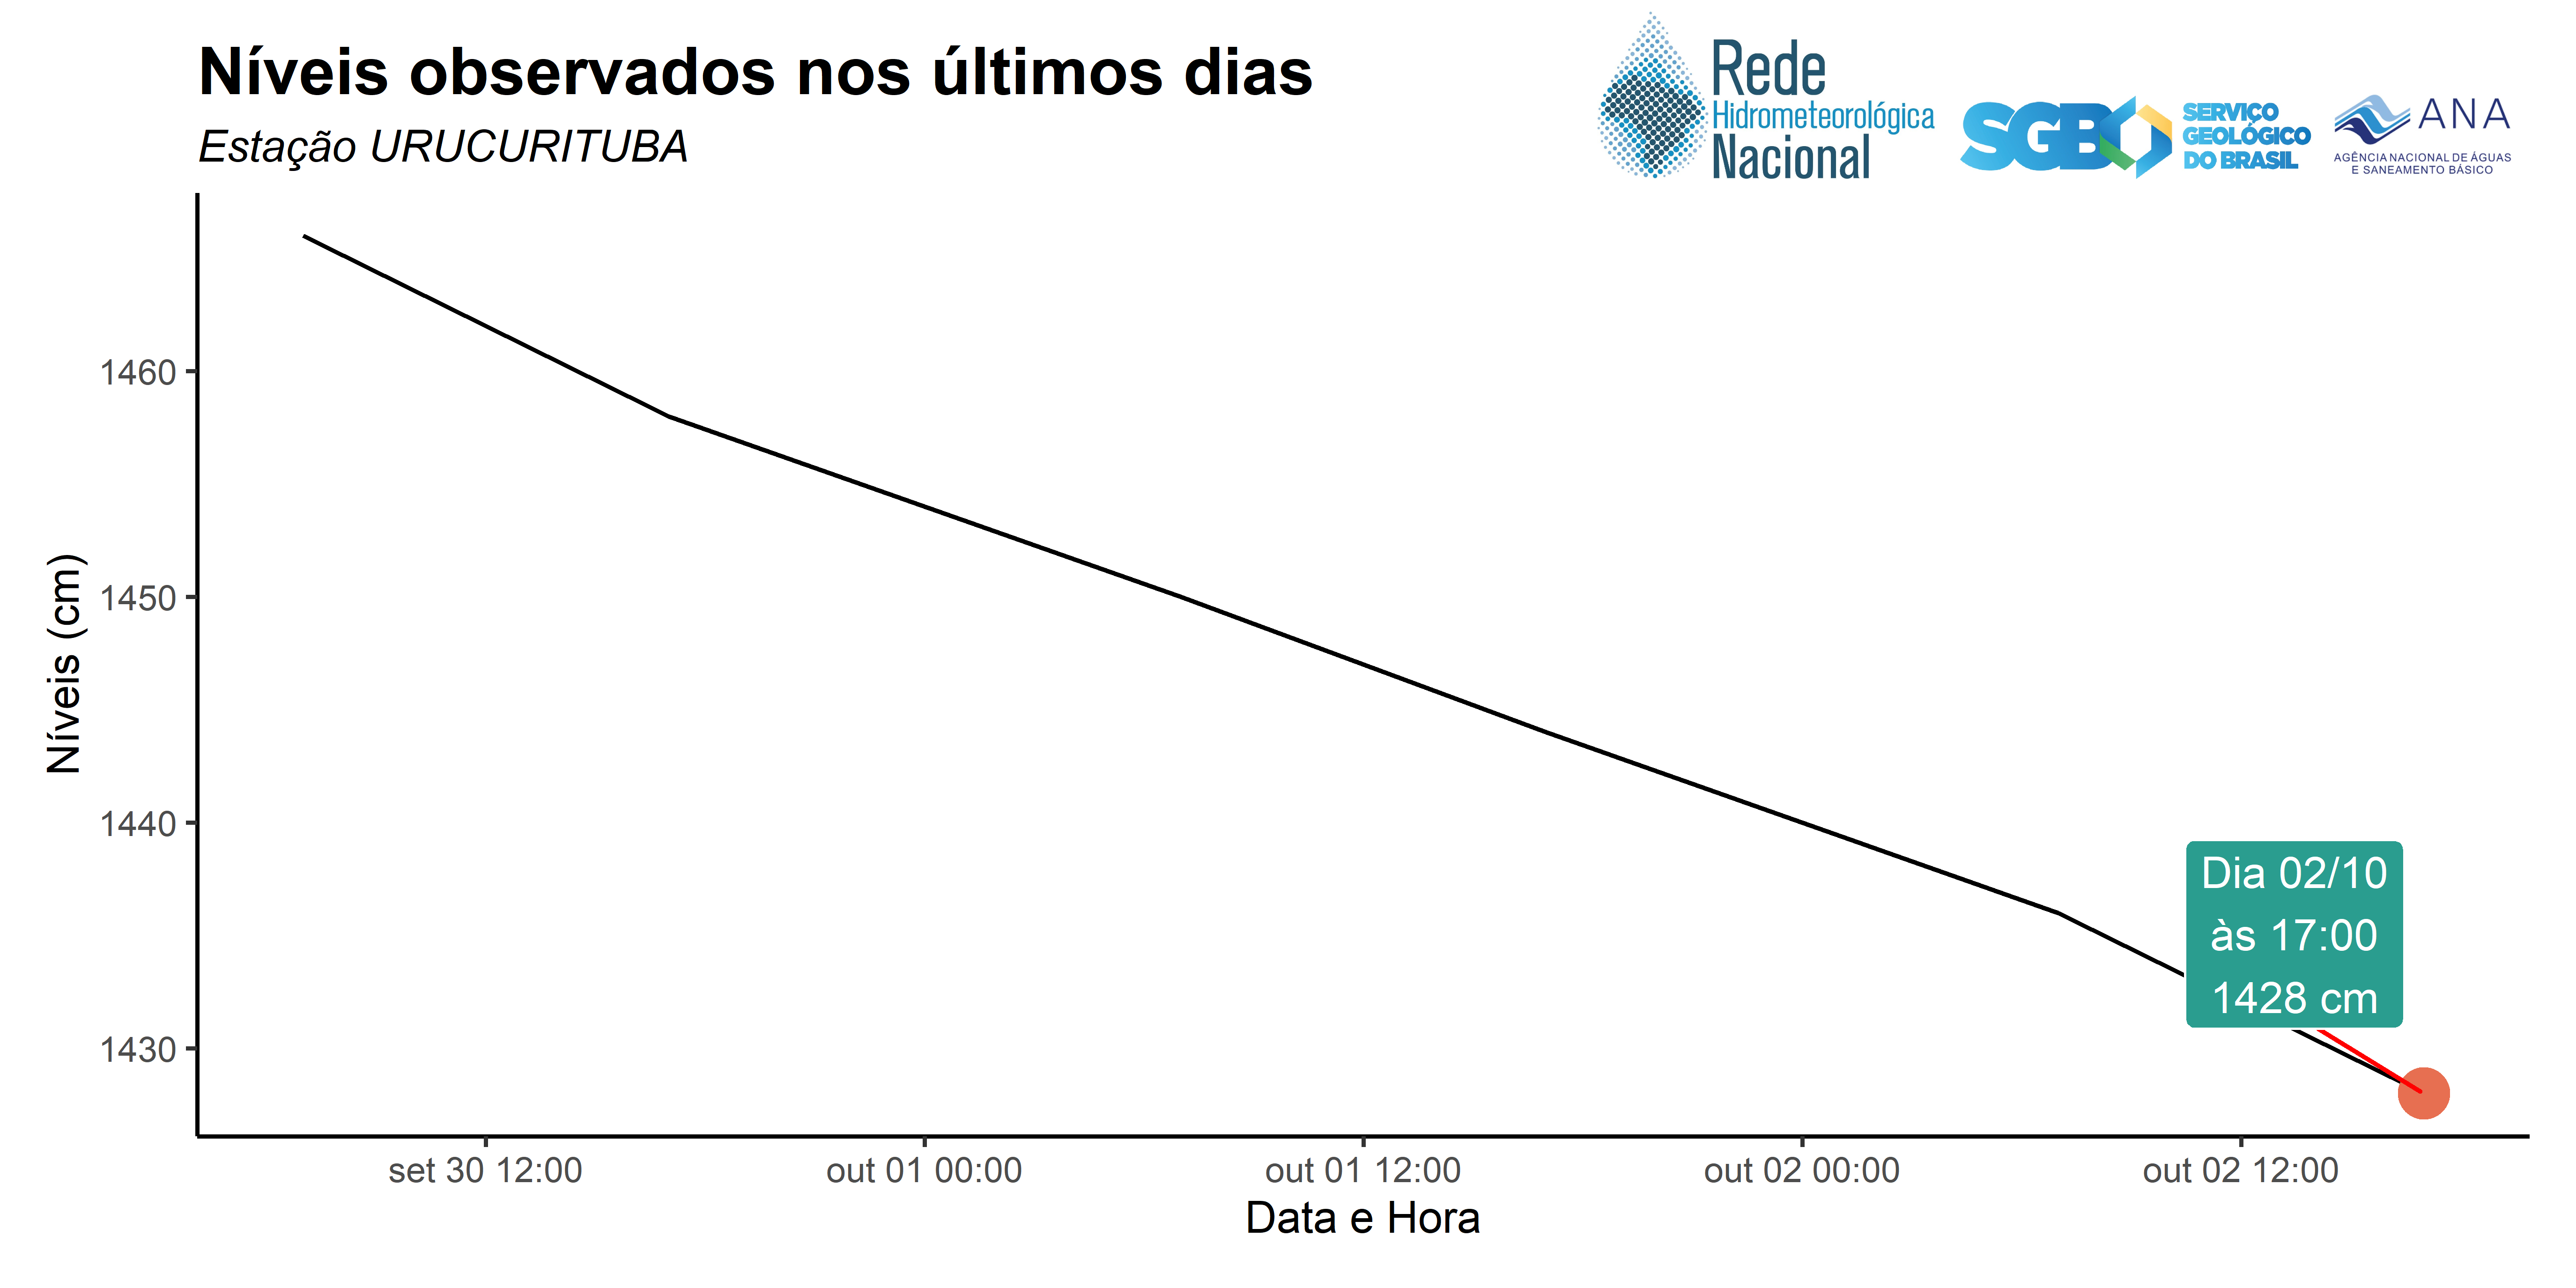 Níveis observados nos últimos dias
Estação URUCURITUBA
Rede
Hidrometeorológica
Nacional
SGB
SERVIÇO
GEOLÓGICO
DO BRASIL
ANA
AGÊNCIA NACIONAL DE ÁGUAS
E SANEAMENTO BÁSICO
Níveis (cm)
1460
1450
1440
1430
Dia 02/10
às 17:00
1428 cm
set 30 12:00
out 01 00:00
out 01 12:00
out 02 00:00
out 02 12:00
Data e Hora